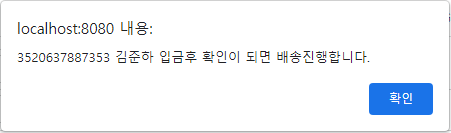 localhost:8080 내용:
3520637887353 김준하 입금후 확인이 되면 배송진행합니다.
확인